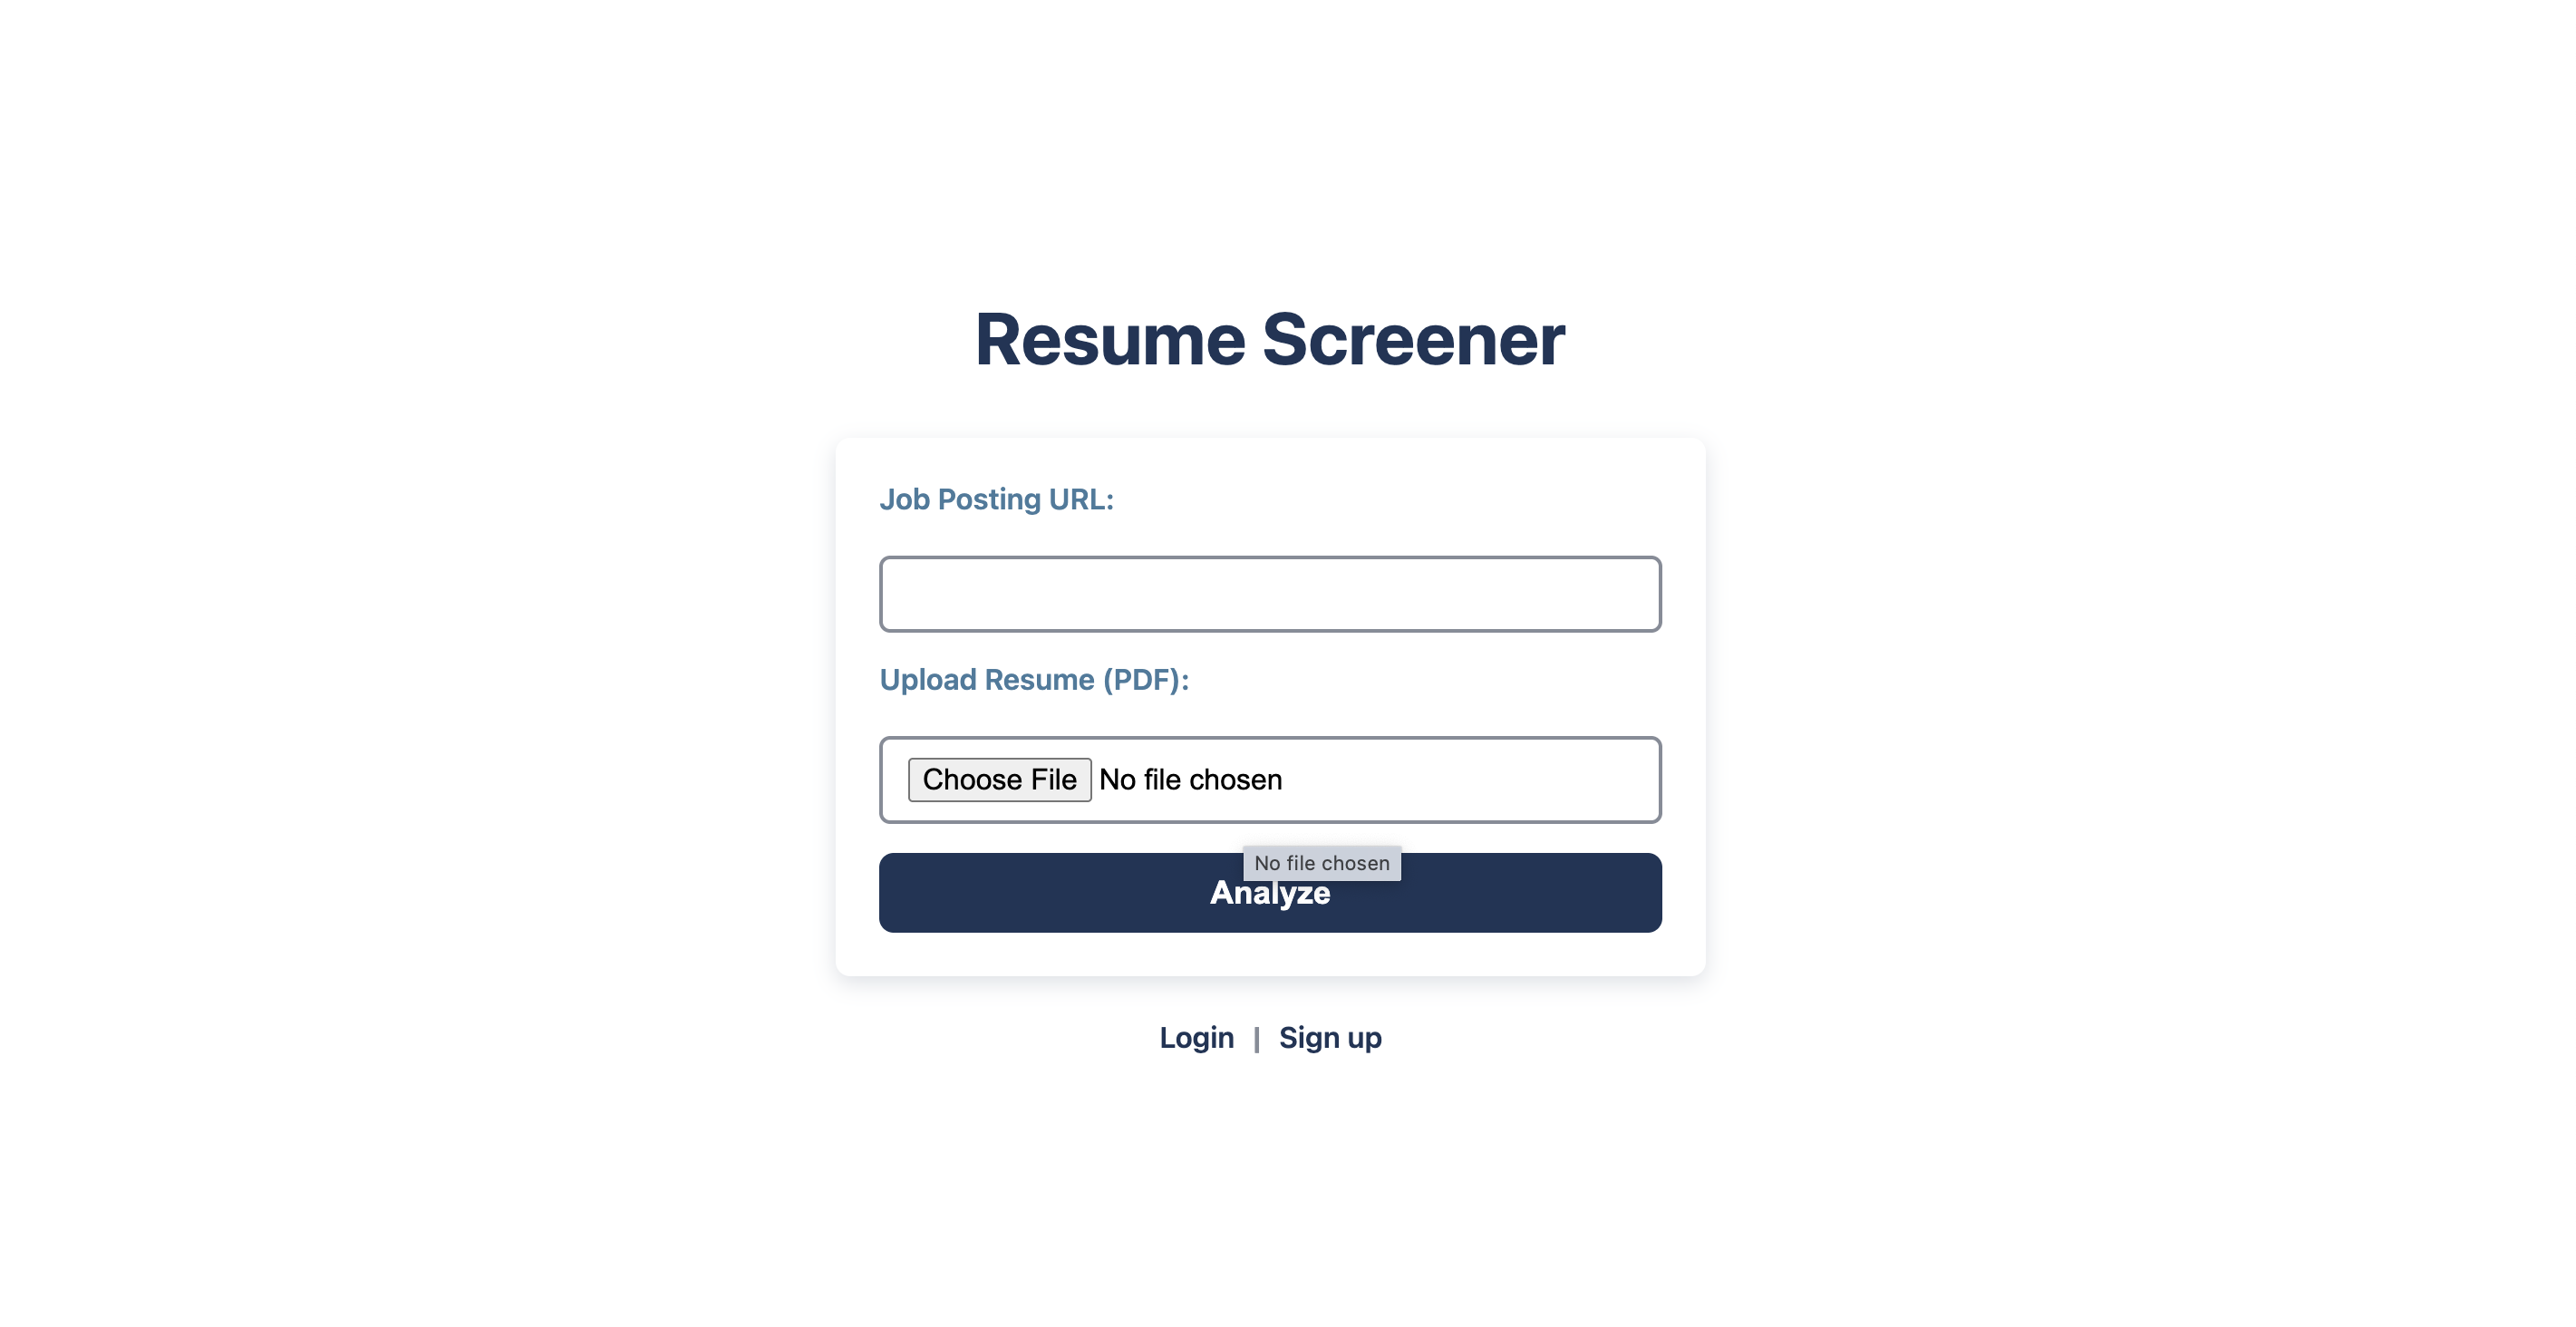 Resume Screener
Job Posting URL:
Upload Resume (PDF):
Choose File No file chosen
No file chosen
Analyze
Login | Sign up